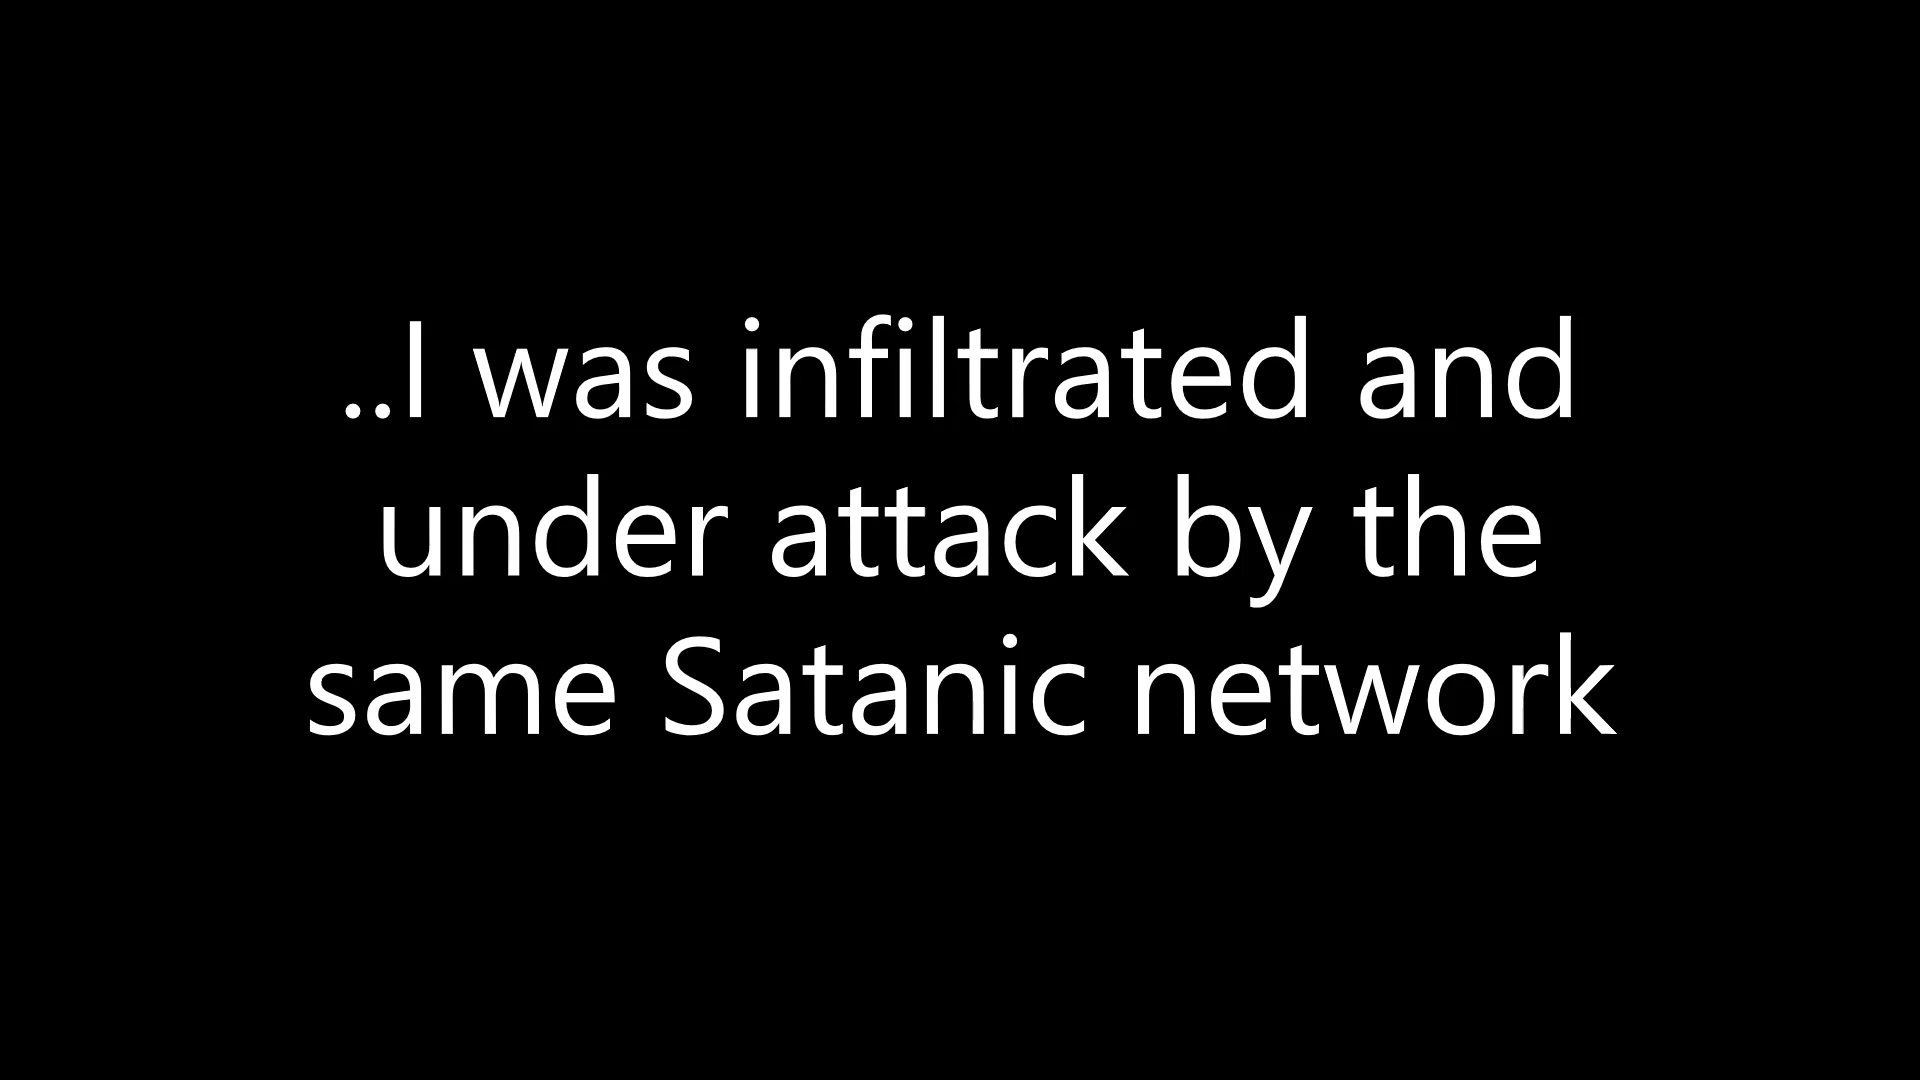 ..I was infiltrated and
under attack by the
same Satanic network